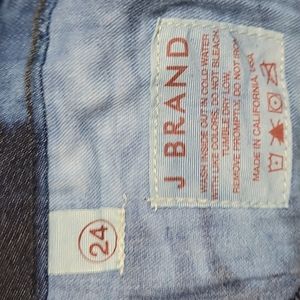 J BRAND
WASH INSIDE OUT IN COLD WATER
WITH LIKE COLORS, DO NOT BLEACH,
TUMBLE DRY LOW,
REMOVE PROMPTLY, DO NOT IRON
MADE IN CALIFORNIA, USA
24